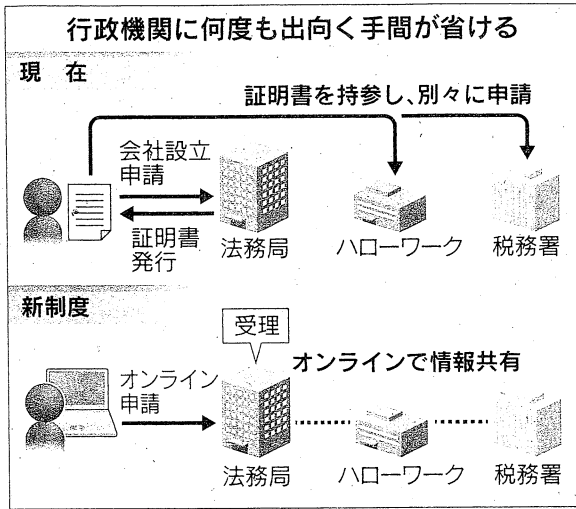 行政機関に何度も出向く手間が省ける
現　在
証明書を持参し、別々に申請
会社設立
申請
証明書
発行
法務局
ハローワーク
税務署
新制度
受理
オンラインで情報共有
オンライン
申請
法務局
ハローワーク
税務署